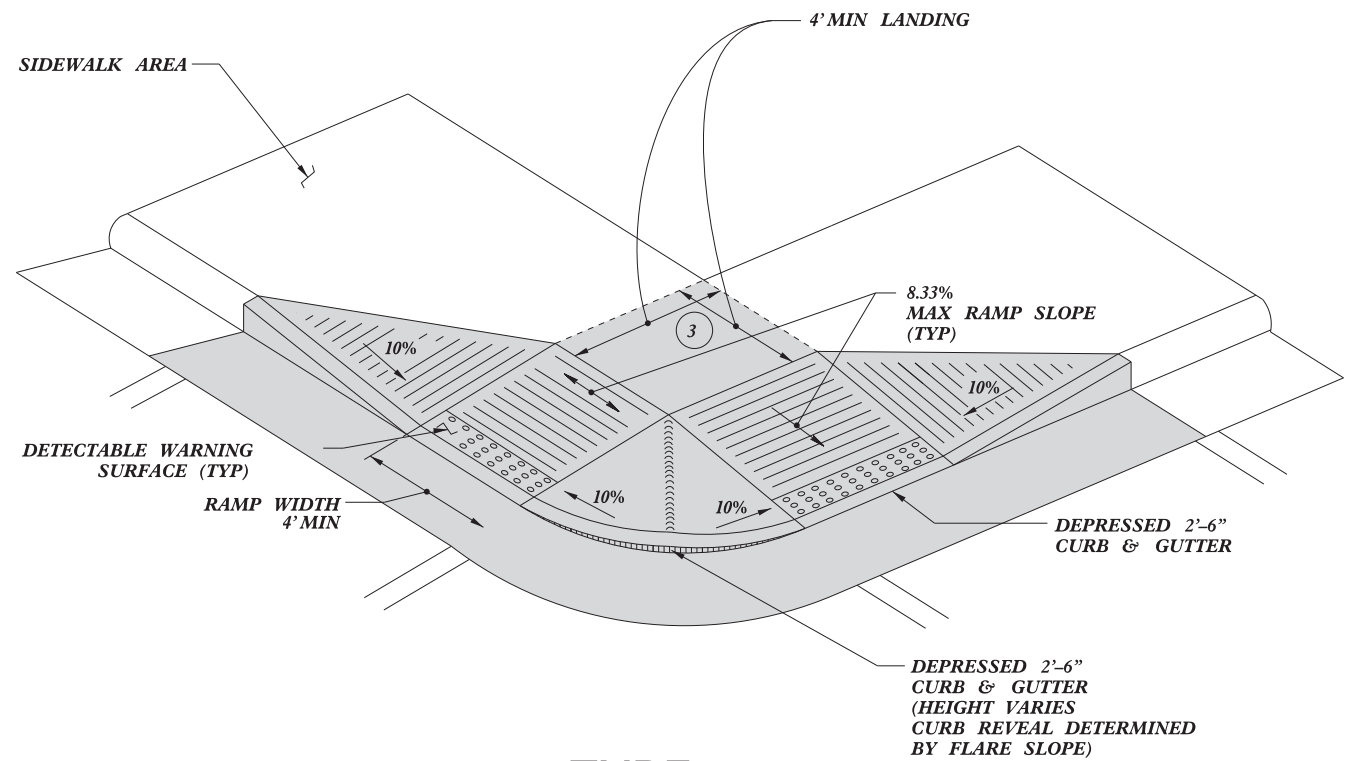 4' MIN LANDING
SIDEWALK AREA
8.33%
MAX RAMP SLOPE
(TYP)
3
10%
10%
DETECTABLE WARNING
SURFACE (TYP)
RAMP WIDTH
4' MIN
10%
10%
DEPRESSED 2'–6”
CURB & GUTTER
DEPRESSED 2'–6”
CURB & GUTTER
(HEIGHT VARIES
CURB REVEAL DETERMINED
BY FLARE SLOPE)